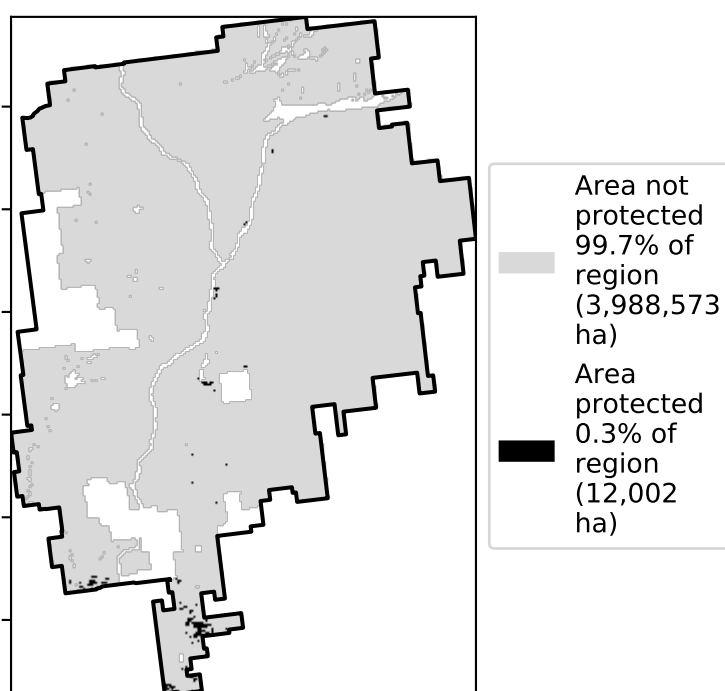 Area not
protected
99.7% of
region
(3,988,573
ha)
Area
protected
0.3% of
region
(12,002
ha)